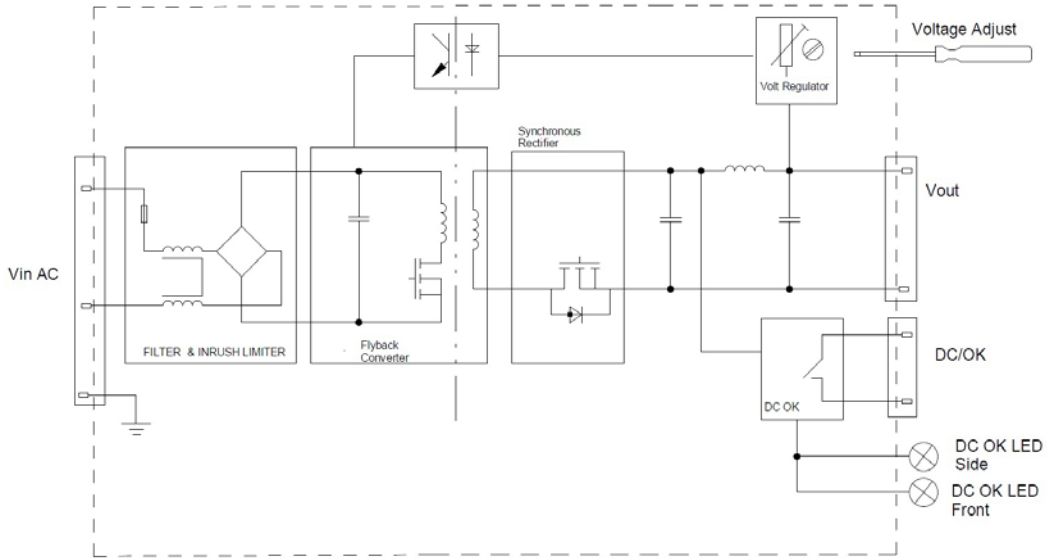 Voltage Adjust
Volt Regulator
Synchronous
Rectifier
Vout
Vin AC
FILTER & INRUSH LIMITER
Flyback
Converter
DC/OK
DC OK
DC OK LED
Side
DC OK LED
Front